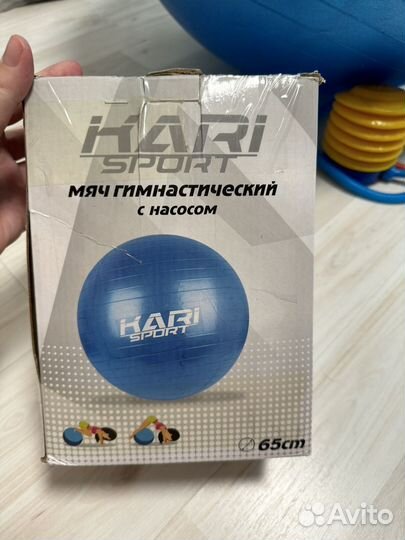 KARI
SPORT
МЯЧ ГИМНАСТИЧЕСКИЙ
С НАСОСОМ
KARI
SPORT
⌀65cm
Avito